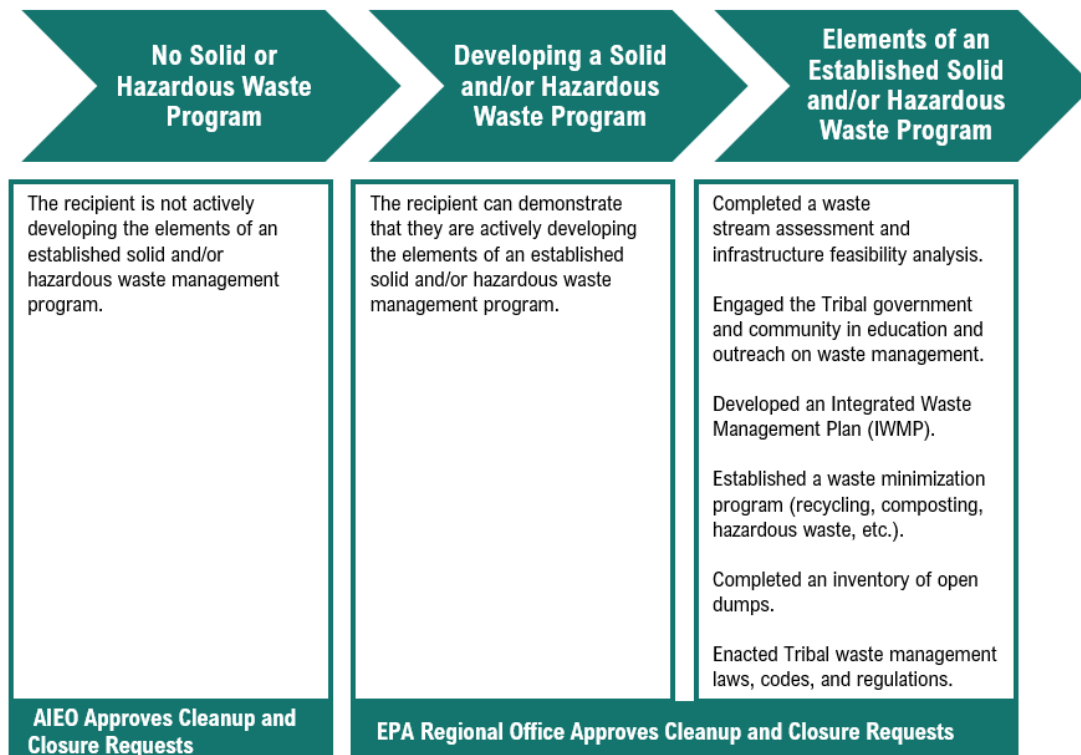 No Solid or
Hazardous Waste
Program
Developing a Solid
and/or Hazardous
Waste Program
Elements of an
Established Solid
and/or Hazardous
Waste Program
The recipient is not actively
developing the elements of an
established solid and/or
hazardous waste management
program.
The recipient can demonstrate
that they are actively developing
the elements of an established
solid and/or hazardous waste
management program.
Completed a waste
stream assessment and
infrastructure feasibility analysis.
Engaged the Tribal government
and community in education and
outreach on waste management.
Developed an Integrated Waste
Management Plan (IWMP).
Established a waste minimization
program (recycling, composting,
hazardous waste, etc.).
Completed an inventory of open
dumps.
Enacted Tribal waste management
laws, codes, and regulations.
AIEO Approves Cleanup and
Closure Requests
EPA Regional Office Approves Cleanup and Closure Requests